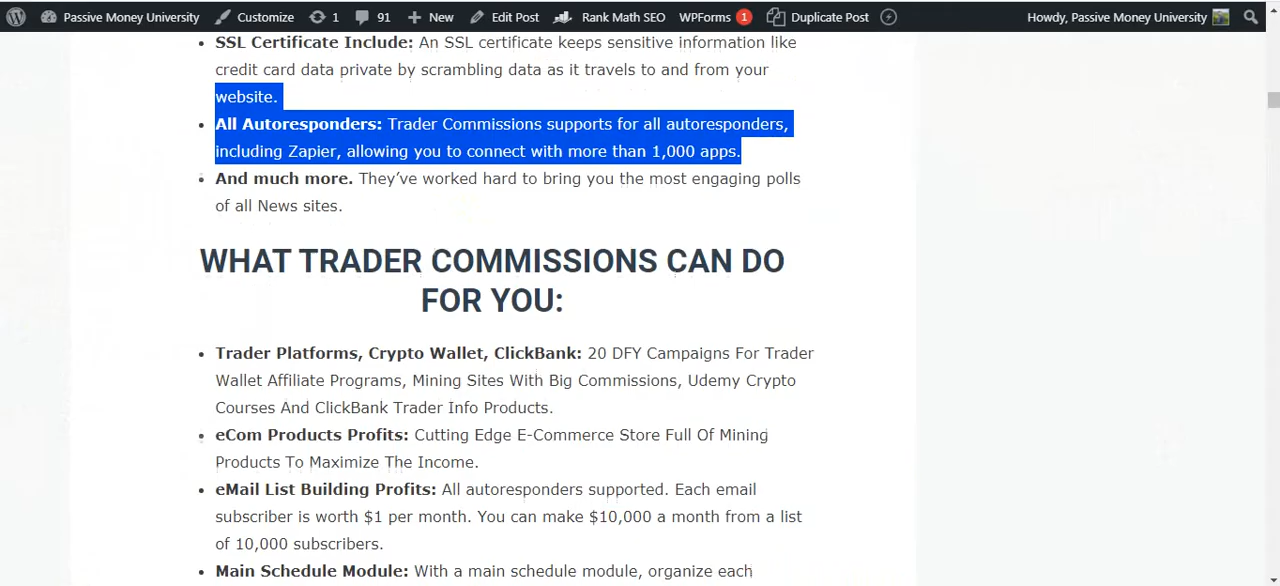 Passive Money University Customize 1 91 New Edit Post Rank Math SEO WPForms 1 Duplicate Post Howdy, Passive Money University
• SSL Certificate Include: An SSL certificate keeps sensitive information like
credit card data private by scrambling data as it travels to and from your
website.
• All Autoresponders: Trader Commissions supports for all autoresponders,
including Zapier, allowing you to connect with more than 1,000 apps.
• And much more. They’ve worked hard to bring you the most engaging polls
of all News sites.
WHAT TRADER COMMISSIONS CAN DO
FOR YOU:
• Trader Platforms, Crypto Wallet, ClickBank: 20 DFY Campaigns For Trader
Wallet Affiliate Programs, Mining Sites With Big Commissions, Udemy Crypto
Courses And ClickBank Trader Info Products.
• eCom Products Profits: Cutting Edge E-Commerce Store Full Of Mining
Products To Maximize The Income.
• eMail List Building Profits: All autoresponders supported. Each email
subscriber is worth $1 per month. You can make $10,000 a month from a list
of 10,000 subscribers.
• Main Schedule Module: With a main schedule module, organize each